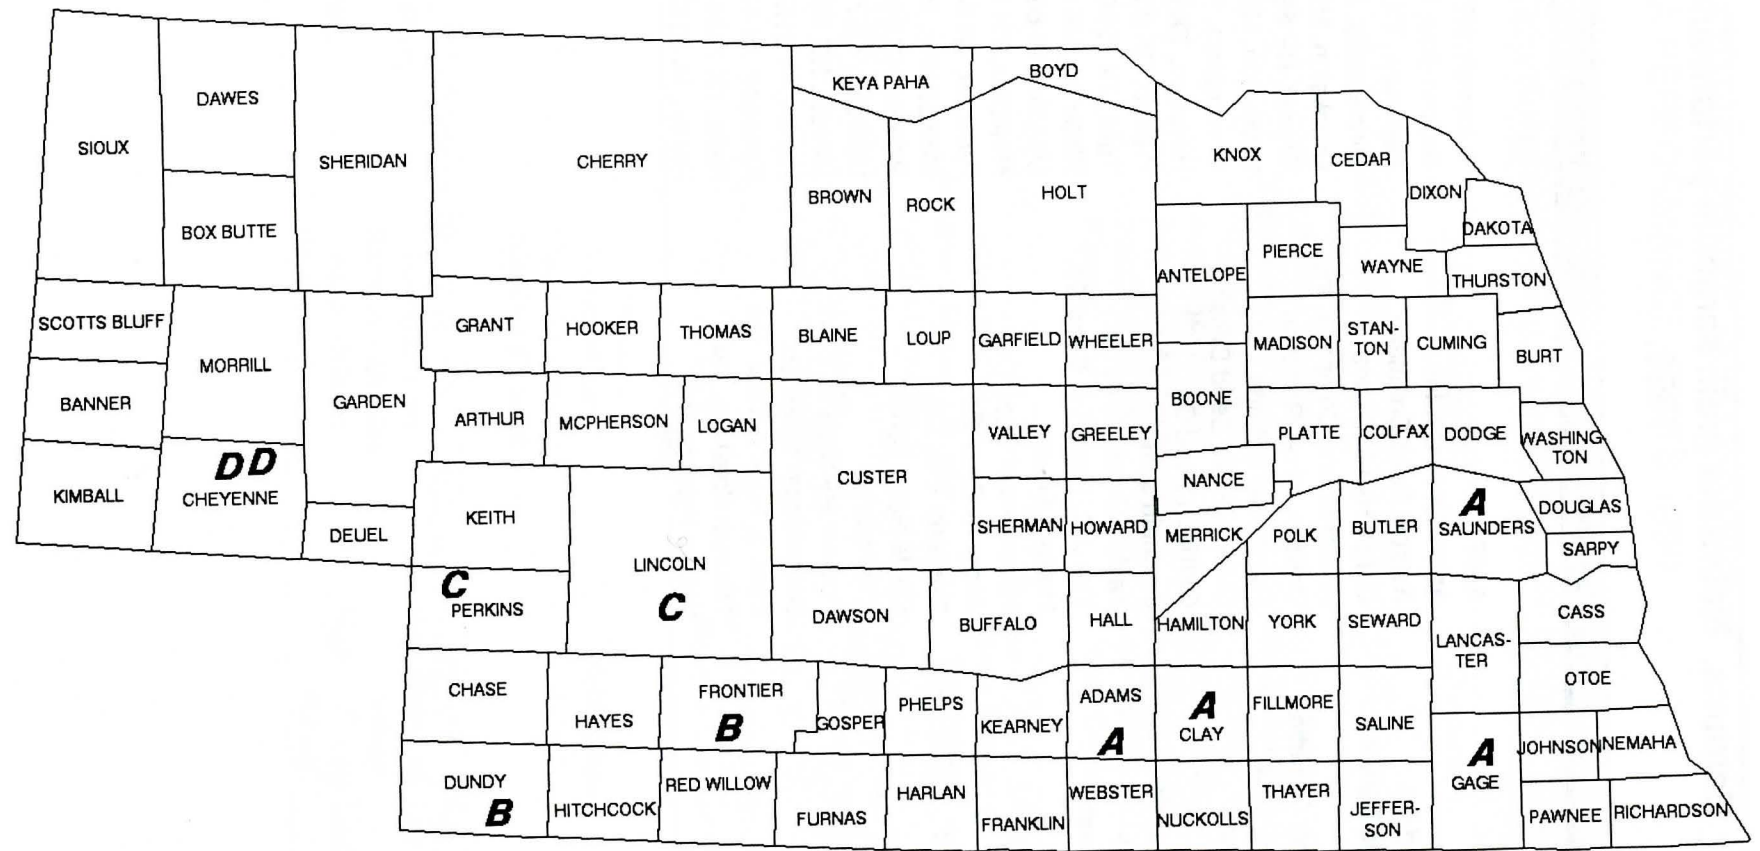 KEYA PAHA
BOYD
DAWES
SIOUX
SHERIDAN
CHERRY
KNOX
CEDAR
BROWN
ROCK
HOLT
DIXON
BOX BUTTE
DAKOTA
PIERCE
WAYNE
ANTELOPE
THURSTON
SCOTTS BLUFF
GRANT
HOOKER
THOMAS
BLAINE
LOUP
GARFIELD
WHEELER
MADISON
STAN-
TON
CUMING
BURT
MORRILL
BANNER
GARDEN
ARTHUR
MCPHERSON
LOGAN
BOONE
VALLEY
GREELEY
PLATTE
COLFAX
DODGE
WASHING-
TON
D D
CHEYENNE
KIMBALL
CUSTER
NANCE
A
SAUNDERS
DOUGLAS
KEITH
DEUEL
SHERMAN
HOWARD
MERRICK
POLK
BUTLER
SARPY
LINCOLN
C
C
PERKINS
DAWSON
BUFFALO
HALL
HAMILTON
YORK
SEWARD
LANCAS-
TER
CASS
OTOE
CHASE
HAYES
FRONTIER
B
GOSPER
PHELPS
KEARNEY
ADAMS
A
A
CLAY
FILLMORE
SALINE
A
GAGE
JOHNSON
NEMAHA
DUNDY
B
HITCHCOCK
RED WILLOW
FURNAS
HARLAN
FRANKLIN
WEBSTER
NUCKOLLS
THAYER
JEFFER-
SON
PAWNEE
RICHARDSON